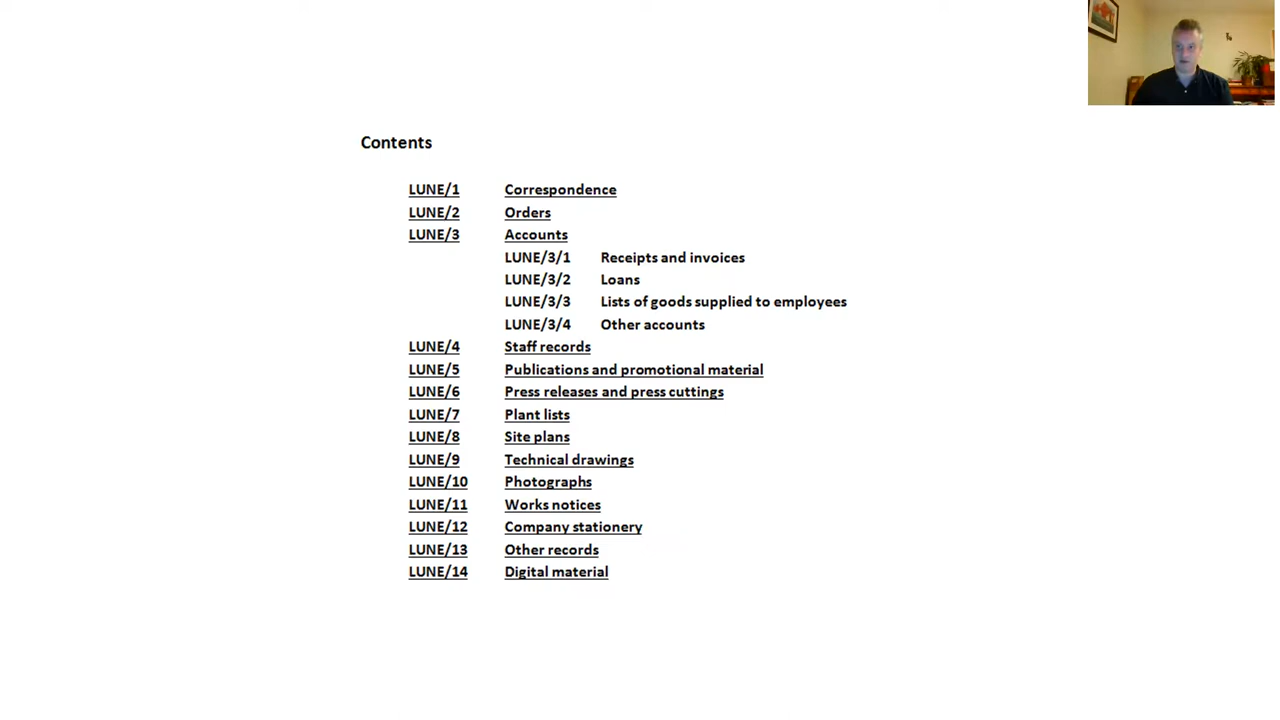 Contents
LUNE/1 Correspondence
LUNE/2 Orders
LUNE/3 Accounts
LUNE/3/1 Receipts and invoices
LUNE/3/2 Loans
LUNE/3/3 Lists of goods supplied to employees
LUNE/3/4 Other accounts
LUNE/4 Staff records
LUNE/5 Publications and promotional material
LUNE/6 Press releases and press cuttings
LUNE/7 Plant lists
LUNE/8 Site plans
LUNE/9 Technical drawings
LUNE/10 Photographs
LUNE/11 Works notices
LUNE/12 Company stationery
LUNE/13 Other records
LUNE/14 Digital material